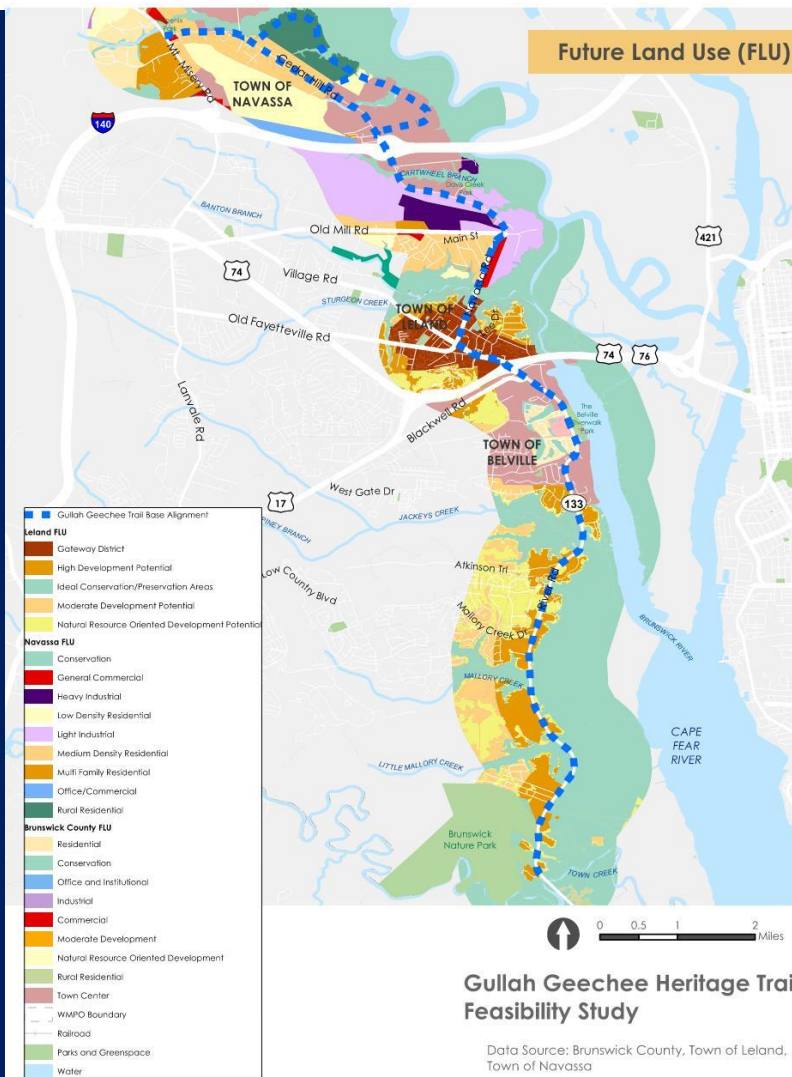 Future Land Use (FLU)
TOWN OF
NAVASSA
Mt. Misery Rd
Cedar Hill Rd
140
CARTWHEEL BRANCH
Park
BANTON BRANCH
Old Mill Rd
Main St
421
74
Village Rd
STURGEON CREEK
TOWN OF
LELAND
Old Fayetteville Rd
74
76
Lanvale Rd
Blackwell Rd
The
Belville
Riverwalk
Park
TOWN OF
BELVILLE
West Gate Dr
17
133
JACKEYS CREEK
PINEY BRANCH
Atkinson Trl
Low Country Blvd
River Rd
Mallory Creek Dr
BRUNSWICK RIVER
MALLORY CREEK
CAPE
FEAR
RIVER
LITTLE MALLORY CREEK
Brunswick
Nature Park
TOWN CREEK
Gullah Geechee Trail Base Alignment
Leland FLU
Gateway District
High Development Potential
Ideal Conservation/Preservation Areas
Moderate Development Potential
Natural Resource Oriented Development Potential
Navassa FLU
Conservation
General Commercial
Heavy Industrial
Low Density Residential
Light Industrial
Medium Density Residential
Multi Family Residential
Office/Commercial
Rural Residential
Brunswick County FLU
Residential
Conservation
Office and Institutional
Industrial
Commercial
Moderate Development
Natural Resource Oriented Development
Rural Residential
Town Center
WMPO Boundary
Railroad
Parks and Greenspace
Water
0 0.5 1 2
Miles
Gullah Geechee Heritage Trai
Feasibility Study
Data Source: Brunswick County, Town of Leland,
Town of Navassa